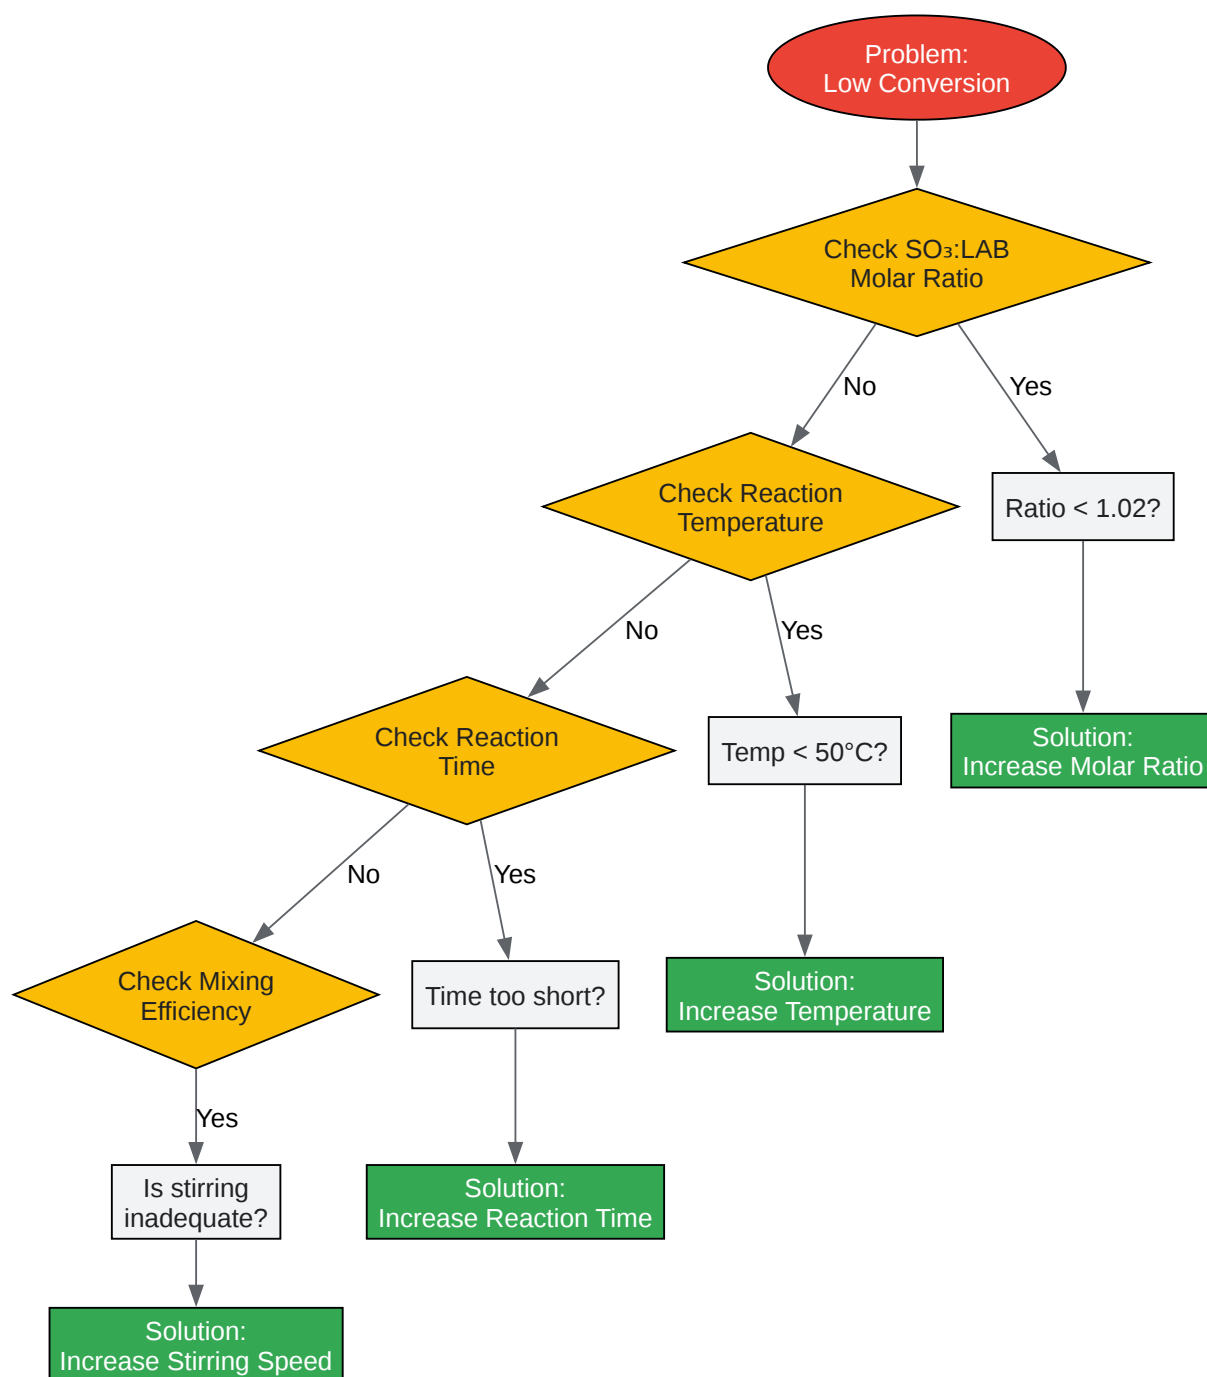 Problem:
Low Conversion
Check SO₃:LAB
Molar Ratio
No
Yes
Check Reaction
Temperature
Ratio < 1.02?
No
Yes
Check Reaction
Time
Temp < 50°C?
Solution:
Increase Molar Ratio
No
Yes
Check Mixing
Efficiency
Time too short?
Solution:
Increase Temperature
Yes
Is stirring
inadequate?
Solution:
Increase Reaction Time
Solution:
Increase Stirring Speed